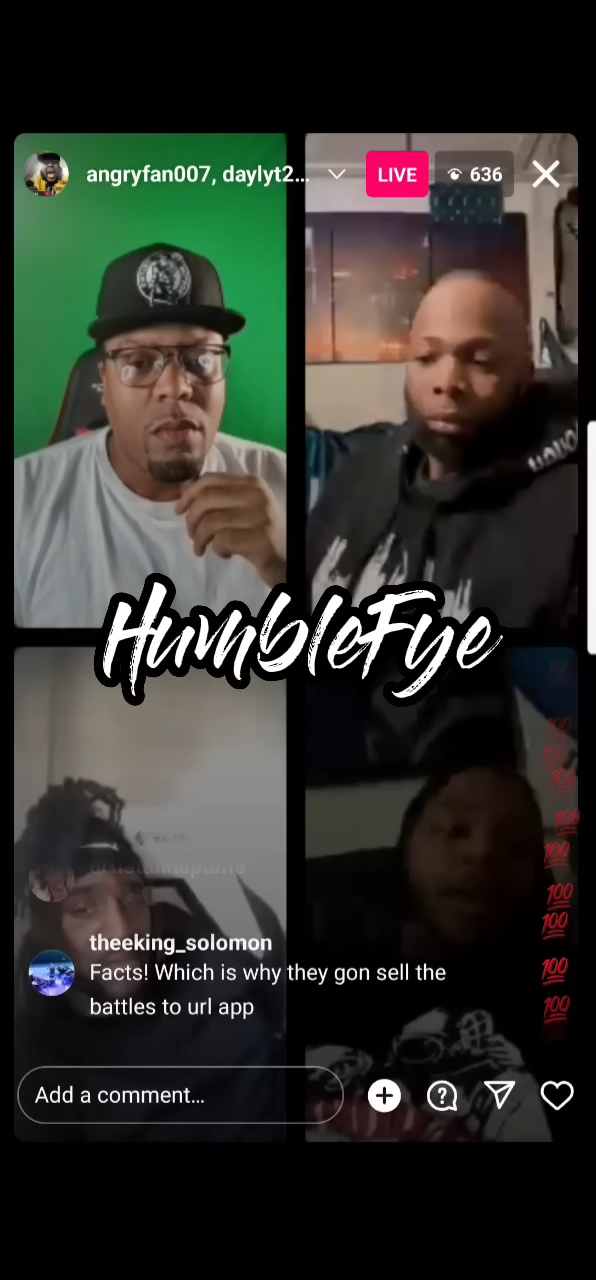 angryfan007, daylyt2...
LIVE
636
HumbleFye
theeking_solomon
Facts! Which is why they gon sell the
battles to url app
Add a comment...